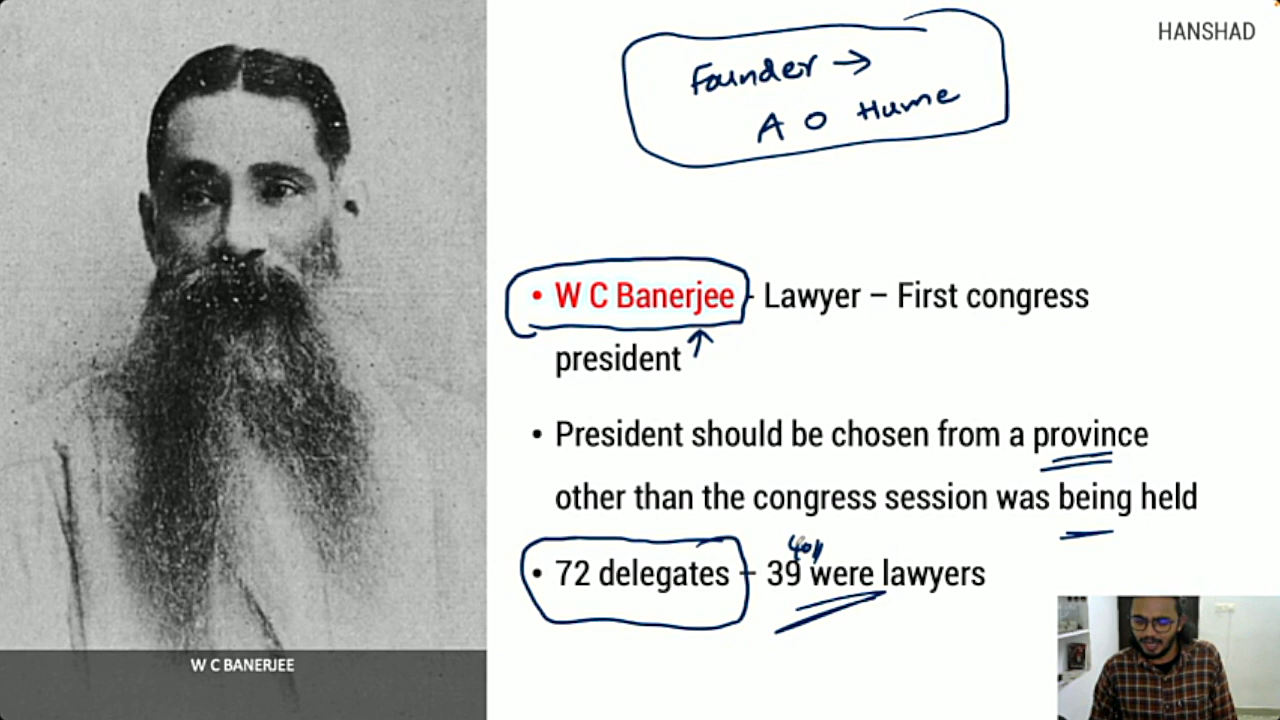 HANSHAD
Founder →
A O Hume
• W C Banerjee - Lawyer – First congress
president
• President should be chosen from a province
other than the congress session was being held
• 72 delegates – 39 were lawyers
W C BANERJEE